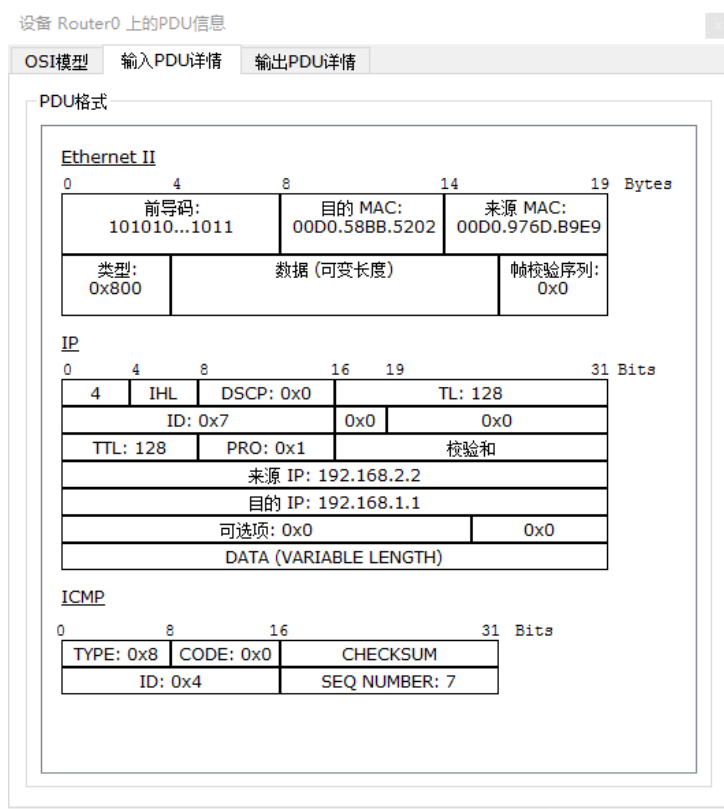 设备 Router0 上的PDU信息
x
OSI模型 输入PDU详情 输出PDU详情
PDU格式
Ethernet II
0 4 8 14 19 Bytes
前导码: 目的 MAC: 来源 MAC:
101010...1011 00D0.58BB.5202 00D0.976D.B9E9
类型: 数据 (可变长度) 帧校验序列:
0x800 0x0
IP
0 4 8 16 19 31 Bits
4 IHL DSCP: 0x0 TL: 128
ID: 0x7 0x0 0x0
TTL: 128 PRO: 0x1 校验和
来源 IP: 192.168.2.2
目的 IP: 192.168.1.1
可选项: 0x0 0x0
DATA (VARIABLE LENGTH)
ICMP
0 8 16 31 Bits
TYPE: 0x8 CODE: 0x0 CHECKSUM
ID: 0x4 SEQ NUMBER: 7